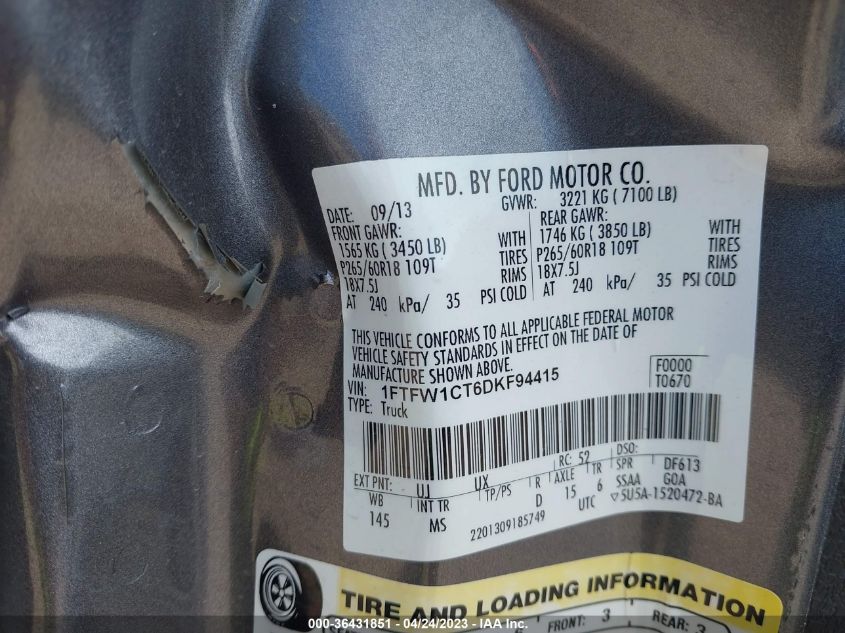 MFD. BY FORD MOTOR CO.
DATE: 09/13 GVWR: 3221 KG ( 7100 LB)
FRONT GAWR: REAR GAWR:
1565 KG ( 3450 LB) WITH 1746 KG ( 3850 LB) WITH
P265/60R18 109T TIRES P265/60R18 109T TIRES
18X7.5J RIMS 18X7.5J RIMS
AT 240 kPa/ 35 PSI COLD AT 240 kPa/ 35 PSI COLD
THIS VEHICLE CONFORMS TO ALL APPLICABLE FEDERAL MOTOR
VEHICLE SAFETY STANDARDS IN EFFECT ON THE DATE OF
MANUFACTURE SHOWN ABOVE.
VIN: 1FTFW1CT6DKF94415 F0000
TYPE: Truck T0670
EXT PNT: UJ UX RC: 52 DSO:
WB INT TR TP/PS R AXLE TR SPR DF613
145 MS D 15 6 SSAA GOA
2201309185749 UTC ▽5U5A-1520472-BA
TIRE AND LOADING INFORMATION
FRONT: 3 REAR: 3
000-36431851 / 04/24/2023 - IAA Inc.